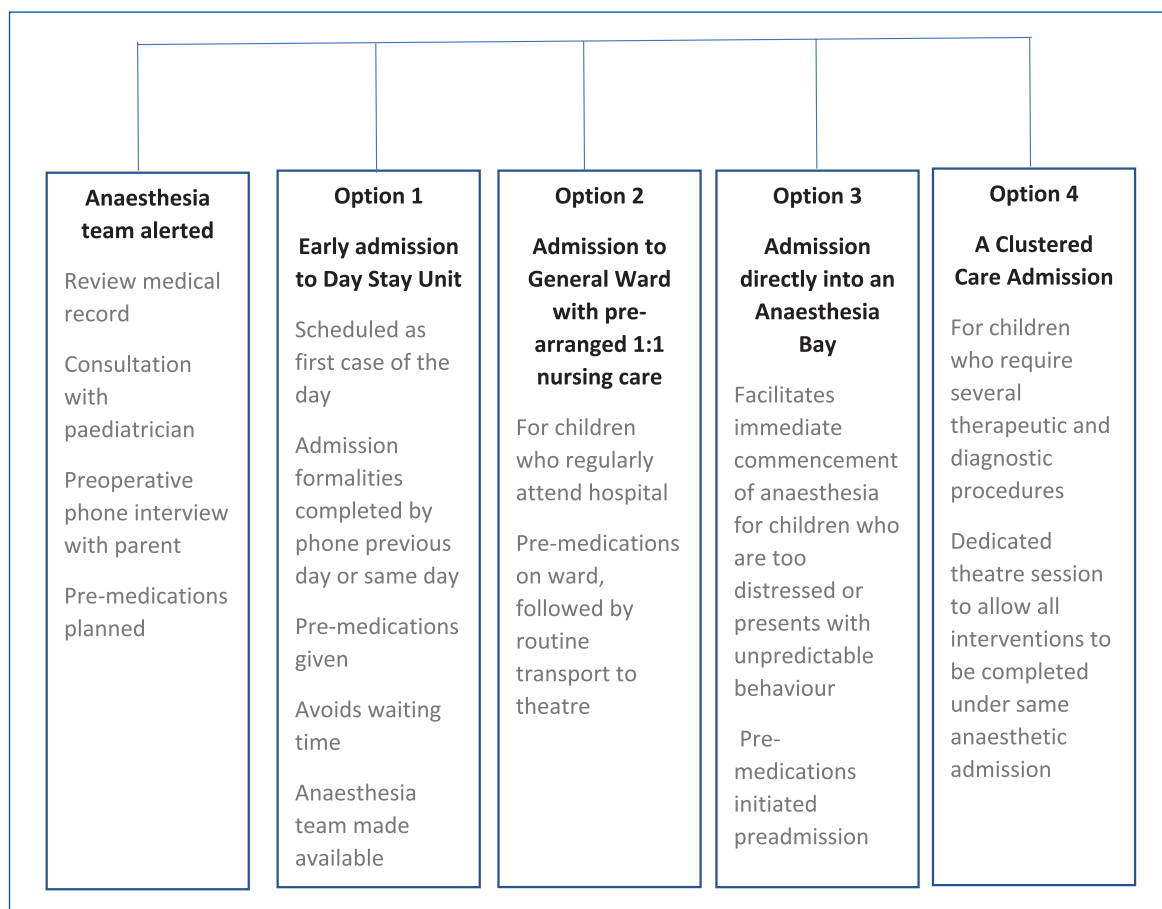 Anaesthesia
team alerted
Review medical
record
Consultation
with
paediatrician
Preoperative
phone interview
with parent
Pre-medications
planned
Option 1
Early admission
to Day Stay Unit
Scheduled as
first case of the
day
Admission
formalities
completed by
phone previous
day or same day
Pre-medications
given
Avoids waiting
time
Anaesthesia
team made
available
Option 2
Admission to
General Ward
with pre-
arranged 1:1
nursing care
For children
who regularly
attend hospital
Pre-medications
on ward,
followed by
routine
transport to
theatre
Option 3
Admission
directly into an
Anaesthesia
Bay
Facilitates
immediate
commencement
of anaesthesia
for children who
are too
distressed or
presents with
unpredictable
behaviour
Pre-
medications
initiated
preadmission
Option 4
A Clustered
Care Admission
For children
who require
several
therapeutic and
diagnostic
procedures
Dedicated
theatre session
to allow all
interventions to
be completed
under same
anaesthetic
admission